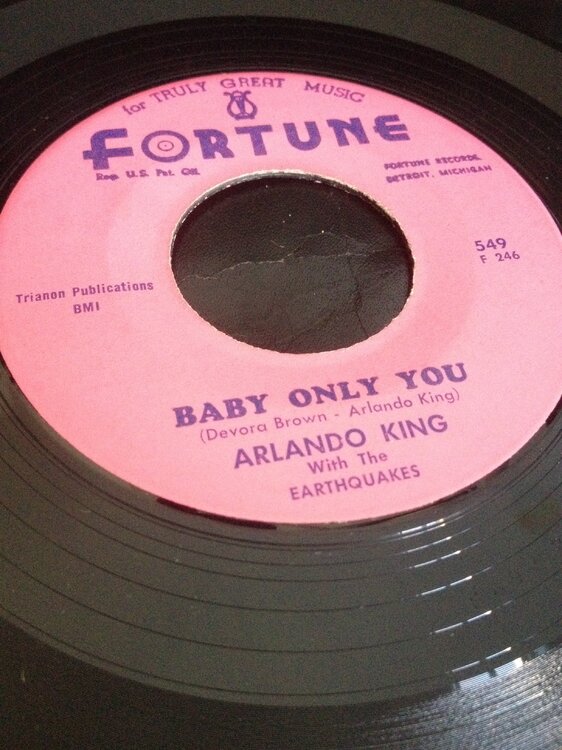 for TRULY GREAT MUSIC
FORTUNE
Reg. U.S. Pat. Off.
FORTUNE RECORDS
DETROIT, MICHIGAN
549
F 246
Trianon Publications
BMI
BABY ONLY YOU
(Devora Brown - Arlando King)
ARLANDO KING
With The
EARTHQUAKES